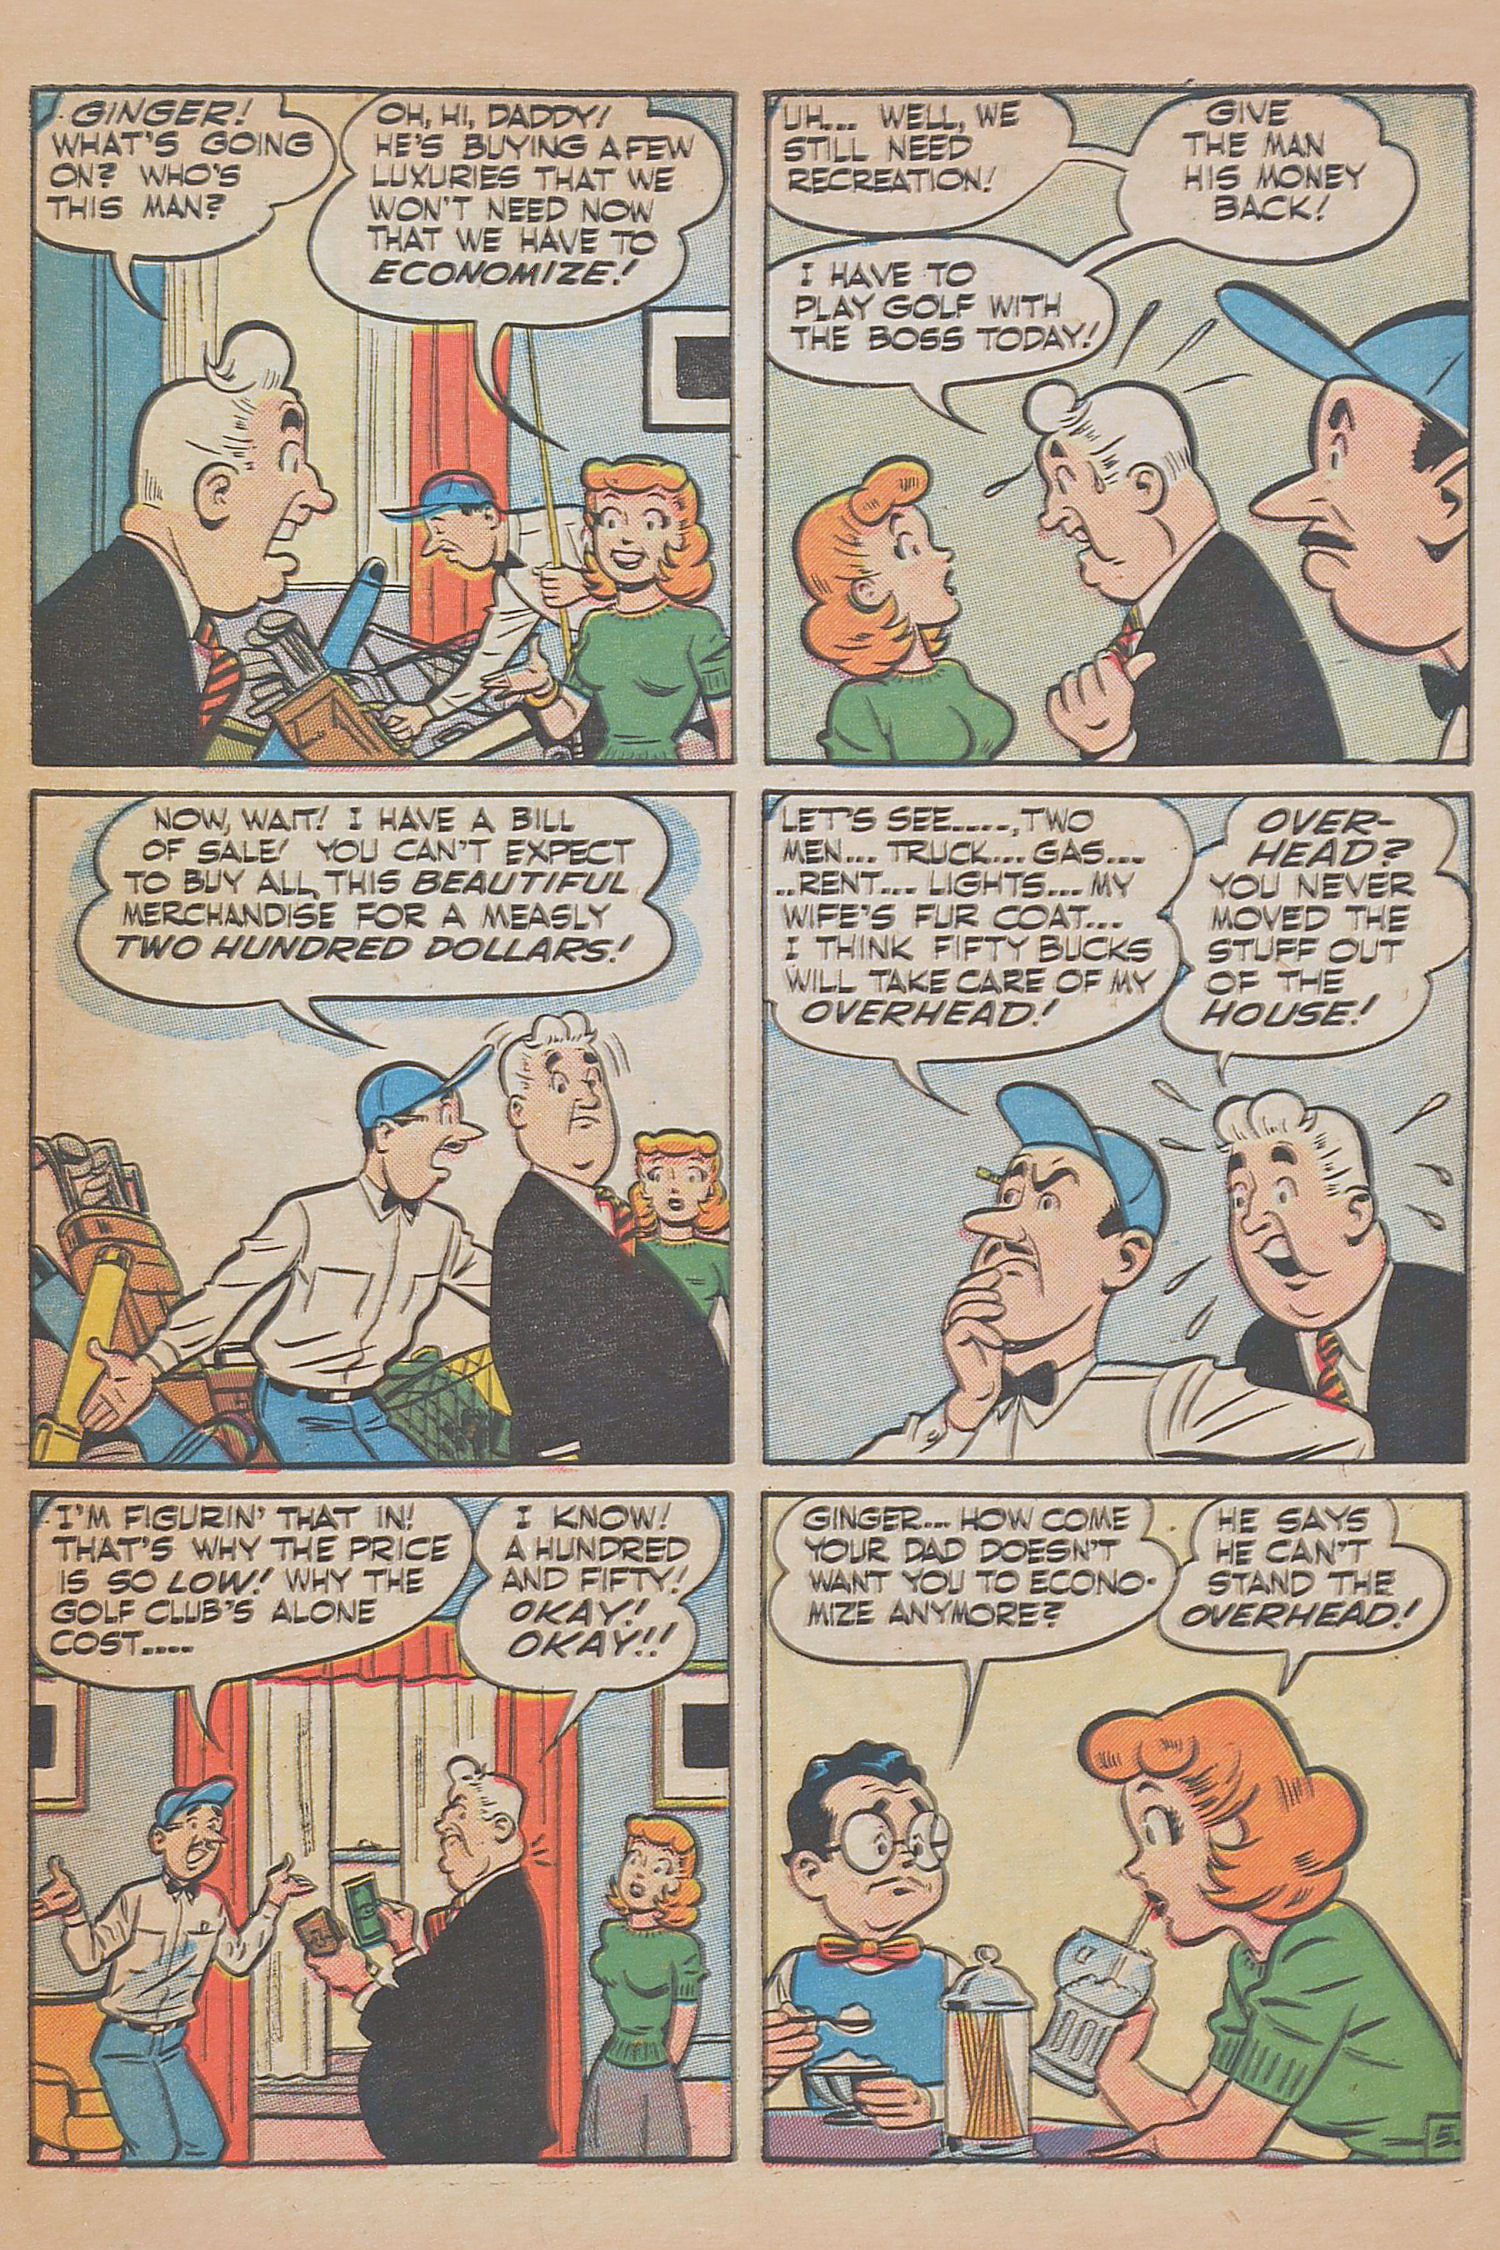 GINGER!
WHAT'S GOING
ON? WHO'S
THIS MAN?
OH, HI, DADDY!
HE'S BUYING A FEW
LUXURIES THAT WE
WON'T NEED NOW
THAT WE HAVE TO
ECONOMIZE!
UH... WELL, WE
STILL NEED
RECREATION!
GIVE
THE MAN
HIS MONEY
BACK!
I HAVE TO
PLAY GOLF WITH
THE BOSS TODAY!
NOW, WAIT! I HAVE A BILL
OF SALE! YOU CAN'T EXPECT
TO BUY ALL, THIS BEAUTIFUL
MERCHANDISE FOR A MEASLY
TWO HUNDRED DOLLARS!
LET'S SEE....., TWO
MEN... TRUCK... GAS...
..RENT... LIGHTS... MY
WIFE'S FUR COAT...
I THINK FIFTY BUCKS
WILL TAKE CARE OF MY
OVERHEAD!
OVER-
HEAD?
YOU NEVER
MOVED THE
STUFF OUT
OF THE
HOUSE!
I'M FIGURIN' THAT IN!
THAT'S WHY THE PRICE
IS SO LOW! WHY THE
GOLF CLUB'S ALONE
COST....
I KNOW!
A HUNDRED
AND FIFTY!
OKAY!
OKAY!!
GINGER... HOW COME
YOUR DAD DOESN'T
WANT YOU TO ECONO-
MIZE ANYMORE?
HE SAYS
HE CAN'T
STAND THE
OVERHEAD!
5